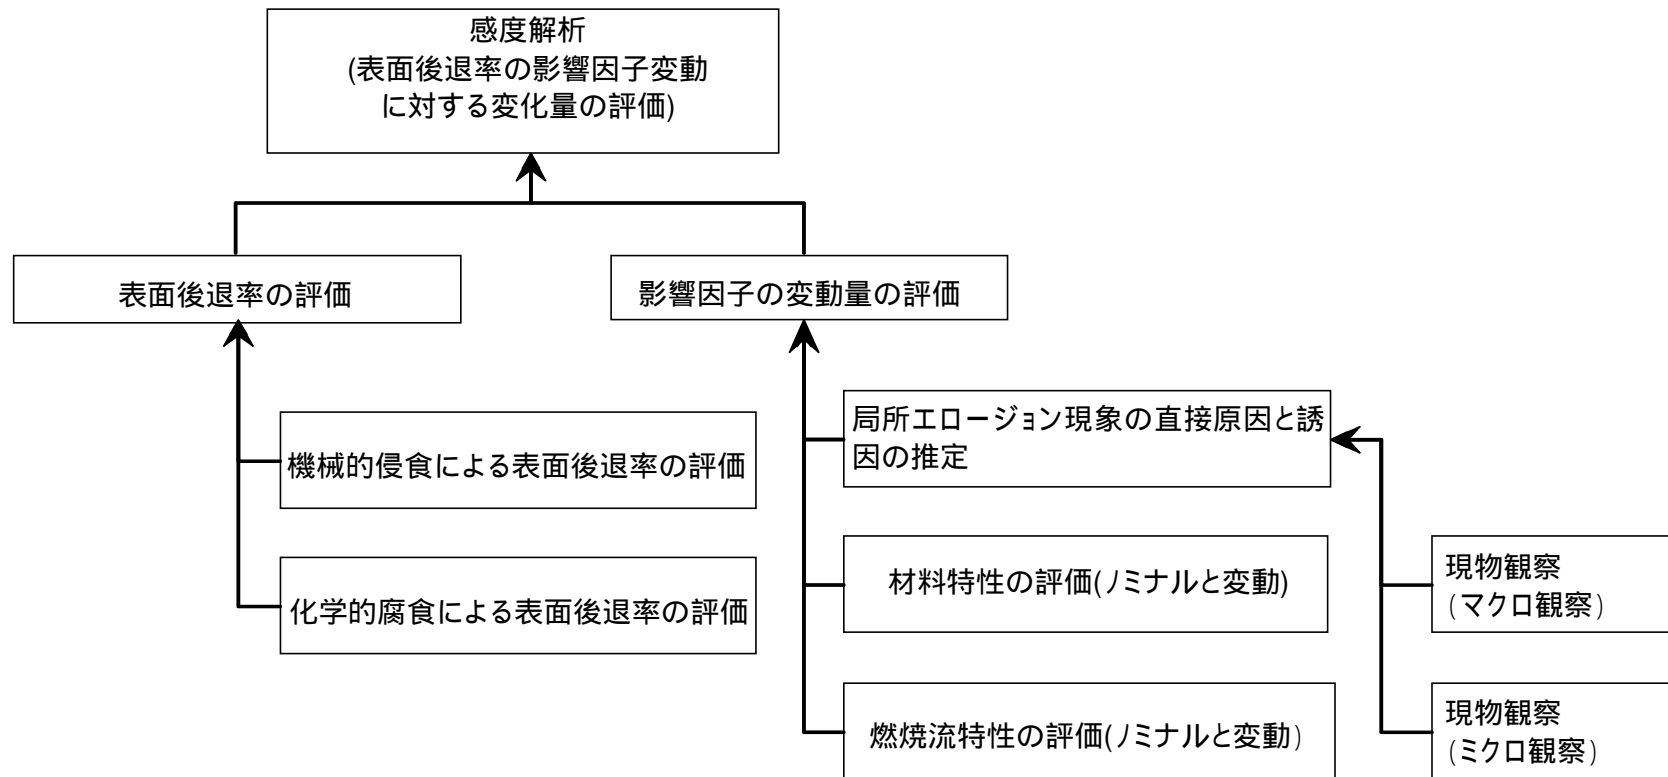 感度解析
(表面後退率の影響因子変動
に対する変化量の評価)
表面後退率の評価
影響因子の変動量の評価
機械的侵食による表面後退率の評価
化学的腐食による表面後退率の評価
局所エロージョン現象の直接原因と誘
因の推定
材料特性の評価(ノミナルと変動)
燃焼流特性の評価(ノミナルと変動)
現物観察
(マクロ観察)
現物観察
(ミクロ観察)